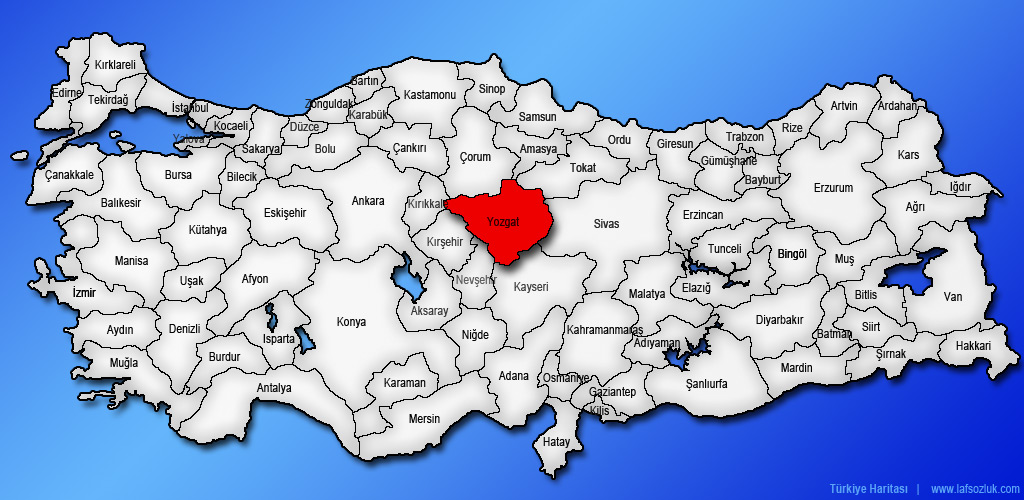 Kırklareli
Edirne
Tekirdağ
İstanbul
Kocaeli
Yalova
Sakarya
Düzce
Zonguldak
Bartın
Karabük
Kastamonu
Sinop
Samsun
Bolu
Çankırı
Çorum
Amasya
Ordu
Tokat
Giresun
Trabzon
Gümüşhane
Bayburt
Rize
Artvin
Ardahan
Kars
Iğdır
Ağrı
Erzurum
Erzincan
Çanakkale
Balıkesir
Bursa
Bilecik
Eskişehir
Kütahya
Ankara
Kırıkkale
Yozgat
Sivas
Kırşehir
Nevşehir
Kayseri
Tunceli
Bingöl
Muş
Elazığ
Malatya
Bitlis
Van
Siirt
Batman
Diyarbakır
Şırnak
Hakkari
Mardin
Manisa
İzmir
Uşak
Afyon
Aydın
Denizli
Muğla
Burdur
Isparta
Antalya
Konya
Aksaray
Niğde
Karaman
Mersin
Adana
Kahramanmaraş
Adıyaman
Osmaniye
Gaziantep
Kilis
Şanlıurfa
Hatay
Türkiye Haritası | www.lafsozluk.com